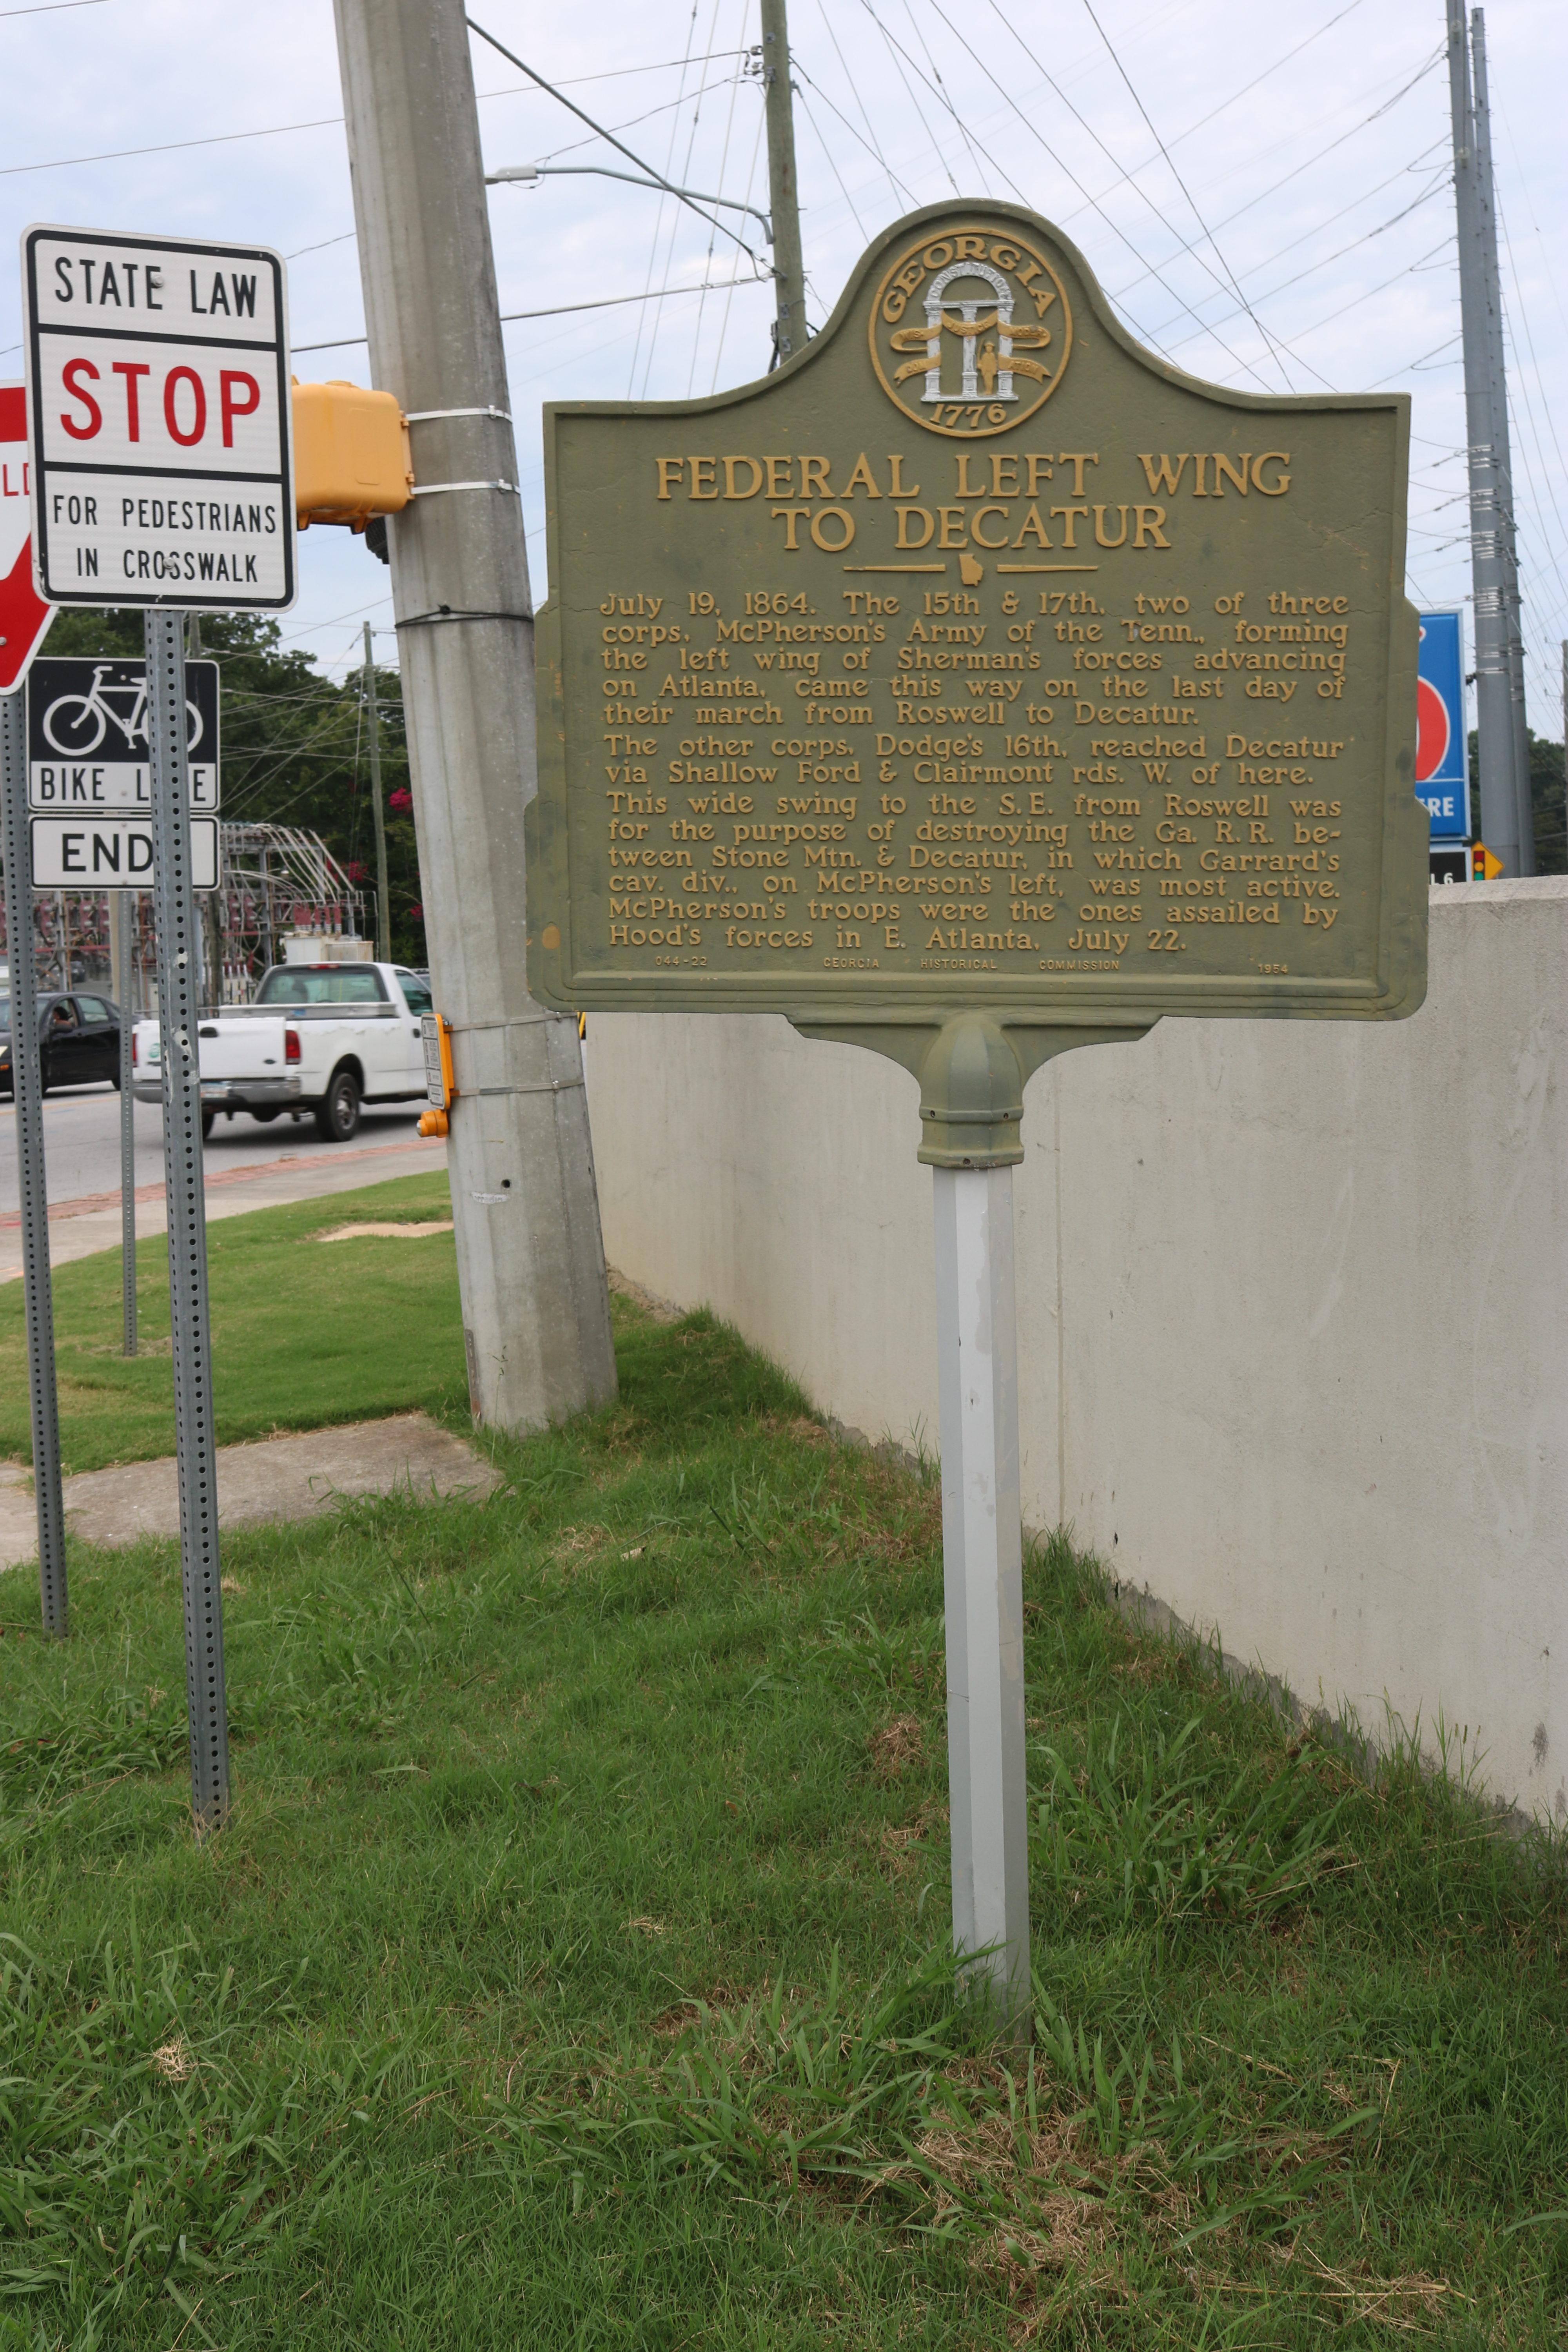 STATE LAW
STOP
FOR PEDESTRIANS
IN CROSSWALK
LD
BIKE L NE
END
GEORGIA
CONSTITUTION
1776
FEDERAL LEFT WING
TO DECATUR
July 19, 1864. The 15th & 17th, two of three
corps, McPherson's Army of the Tenn., forming
the left wing of Sherman's forces advancing
on Atlanta, came this way on the last day of
their march from Roswell to Decatur.
The other corps, Dodge's 16th, reached Decatur
via Shallow Ford & Clairmont rds. W. of here.
This wide swing to the S.E. from Roswell was
for the purpose of destroying the Ga. R.R. be-
tween Stone Mtn. & Decatur, in which Garrard's
cav. div., on McPherson's left, was most active.
McPherson's troops were the ones assailed by
Hood's forces in E. Atlanta, July 22.
044-22 GEORGIA HISTORICAL COMMISSION 1954
RE
L 6